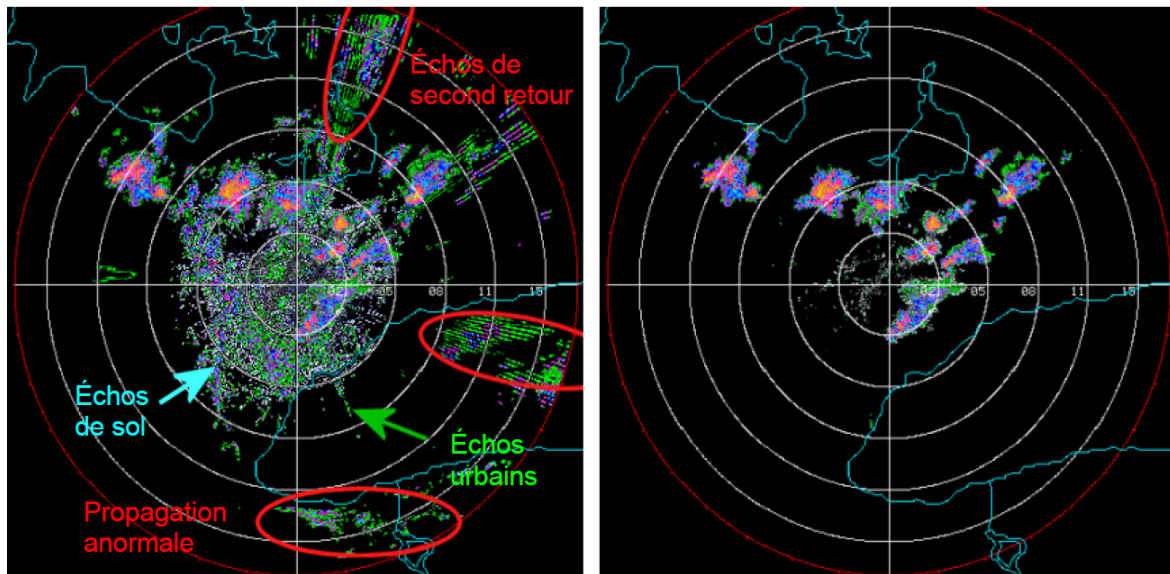 Échos de
second retour
02 05 08 11 15
02 05 08 11 15
Échos
de sol
Échos
urbains
Propagation
anormale